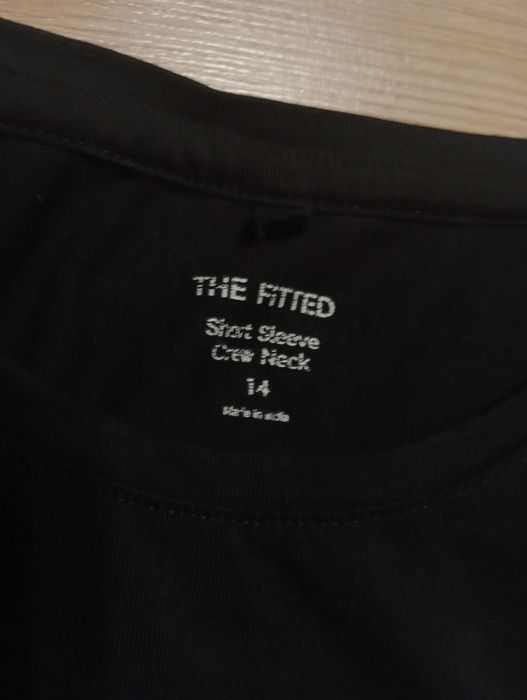 THE FITTED
Short Sleeve
Crew Neck
14
Made in India